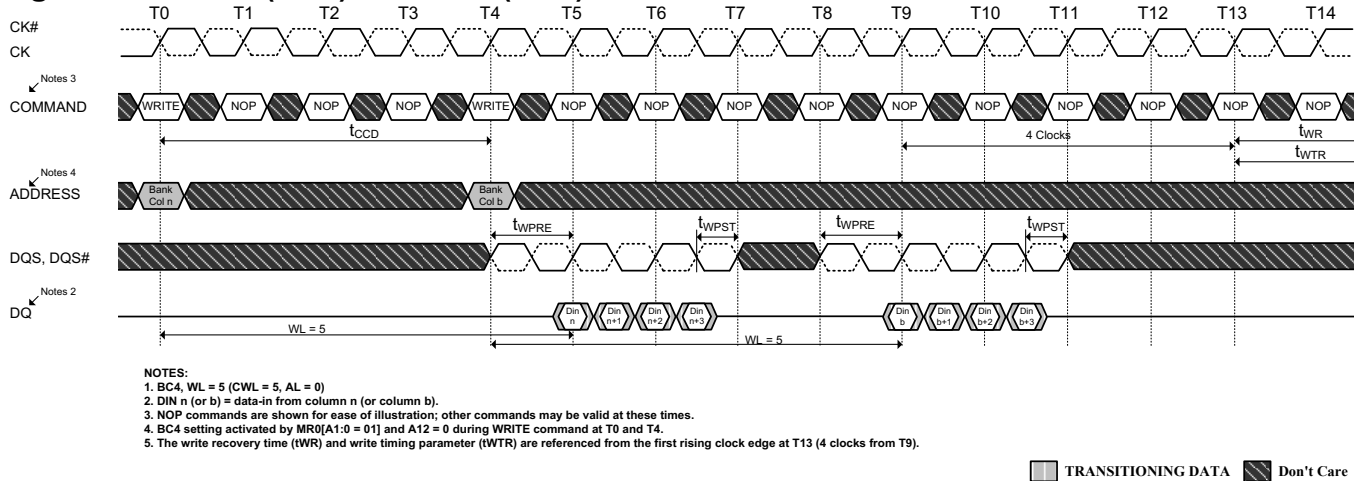 T0 T1 T2 T3 T4 T5 T6 T7 T8 T9 T10 T11 T12 T13 T14
CK#
CK
Notes 3
COMMAND
WRITE NOP NOP NOP WRITE NOP NOP NOP NOP NOP NOP NOP NOP NOP NOP
tCCD
4 Clocks
tWR
tWTR
Notes 4
ADDRESS
Bank Col n
Bank Col b
tWPRE
tWPST
tWPRE
tWPST
DQS, DQS#
Notes 2
DQ
Din n
Din n+1
Din n+2
Din n+3
Din b
Din b+1
Din b+2
Din b+3
WL = 5
WL = 5
NOTES:
1. BC4, WL = 5 (CWL = 5, AL = 0)
2. DIN n (or b) = data-in from column n (or column b).
3. NOP commands are shown for ease of illustration; other commands may be valid at these times.
4. BC4 setting activated by MR0[A1:0 = 01] and A12 = 0 during WRITE command at T0 and T4.
5. The write recovery time (tWR) and write timing parameter (tWTR) are referenced from the first rising clock edge at T13 (4 clocks from T9).
TRANSITIONING DATA
Don't Care